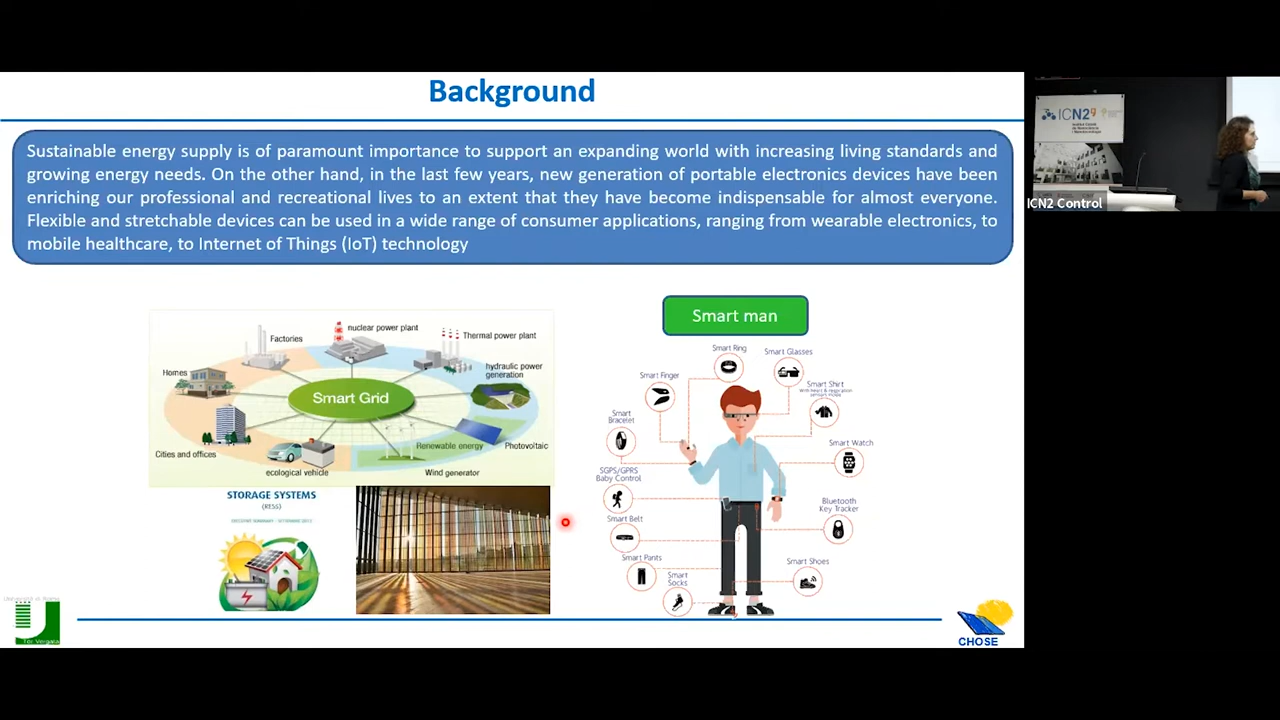 Background
Sustainable energy supply is of paramount importance to support an expanding world with increasing living standards and
growing energy needs. On the other hand, in the last few years, new generation of portable electronics devices have been
enriching our professional and recreational lives to an extent that they have become indispensable for almost everyone.
Flexible and stretchable devices can be used in a wide range of consumer applications, ranging from wearable electronics, to
mobile healthcare, to Internet of Things (IoT) technology
Smart Grid
nuclear power plant
Thermal power plant
hydraulic power
generation
Photovoltaic
Renewable energy
Wind generator
ecological vehicle
Cities and offices
Homes
Factories
STORAGE SYSTEMS
(RESS)
Smart man
Smart Ring
Smart Glasses
Smart Finger
Smart Shirt
Smart
Bracelet
Smart Watch
SGPS/GPRS
Baby Control
Bluetooth
Key Tracker
Smart Belt
Smart Pants
Smart Shoes
Smart
Socks
Tor Vergata
CHOSE
ICN2
ICN2 Control